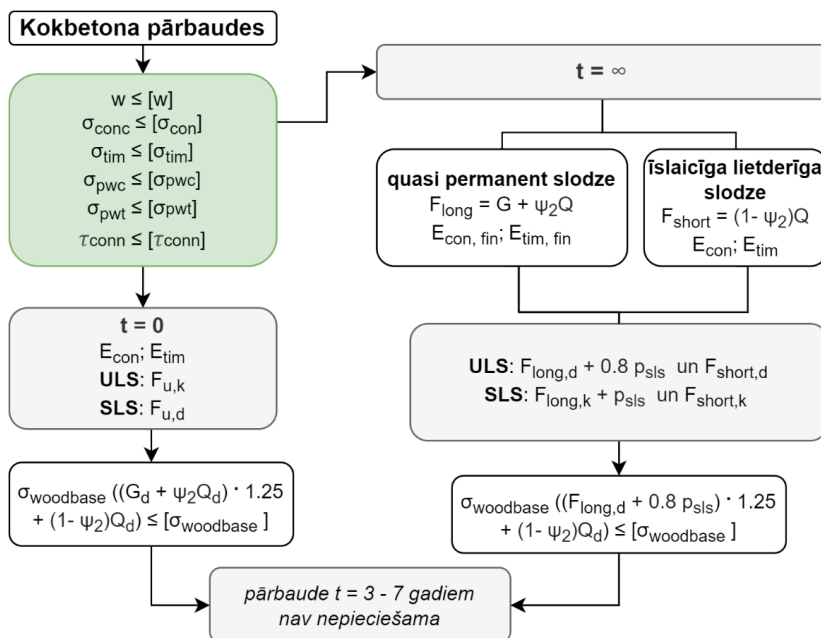 Kokbetona pārbaudes
w ≤ [w]
σconc ≤ [σcon]
σtim ≤ [σtim]
σpwc ≤ [σpwc]
σpwt ≤ [σpwt]
τconn ≤ [τconn]
t = 0
Econ; Etim
ULS: Fu,k
SLS: Fu,d
σwoodbase ((Gd + ψ2Qd) · 1.25
+ (1- ψ2)Qd) ≤ [σwoodbase ]
t = ∞
quasi permanent slodze
Flong = G + ψ2Q
Econ, fin; Etim, fin
īslaicīga lietderīga
slodze
Fshort = (1- ψ2)Q
Econ; Etim
ULS: Flong,d + 0.8 psls un Fshort,d
SLS: Flong,k + psls un Fshort,k
σwoodbase ((Flong,d + 0.8 psls) · 1.25
+ (1- ψ2)Qd) ≤ [σwoodbase ]
pārbaude t = 3 - 7 gadiem
nav nepieciešama